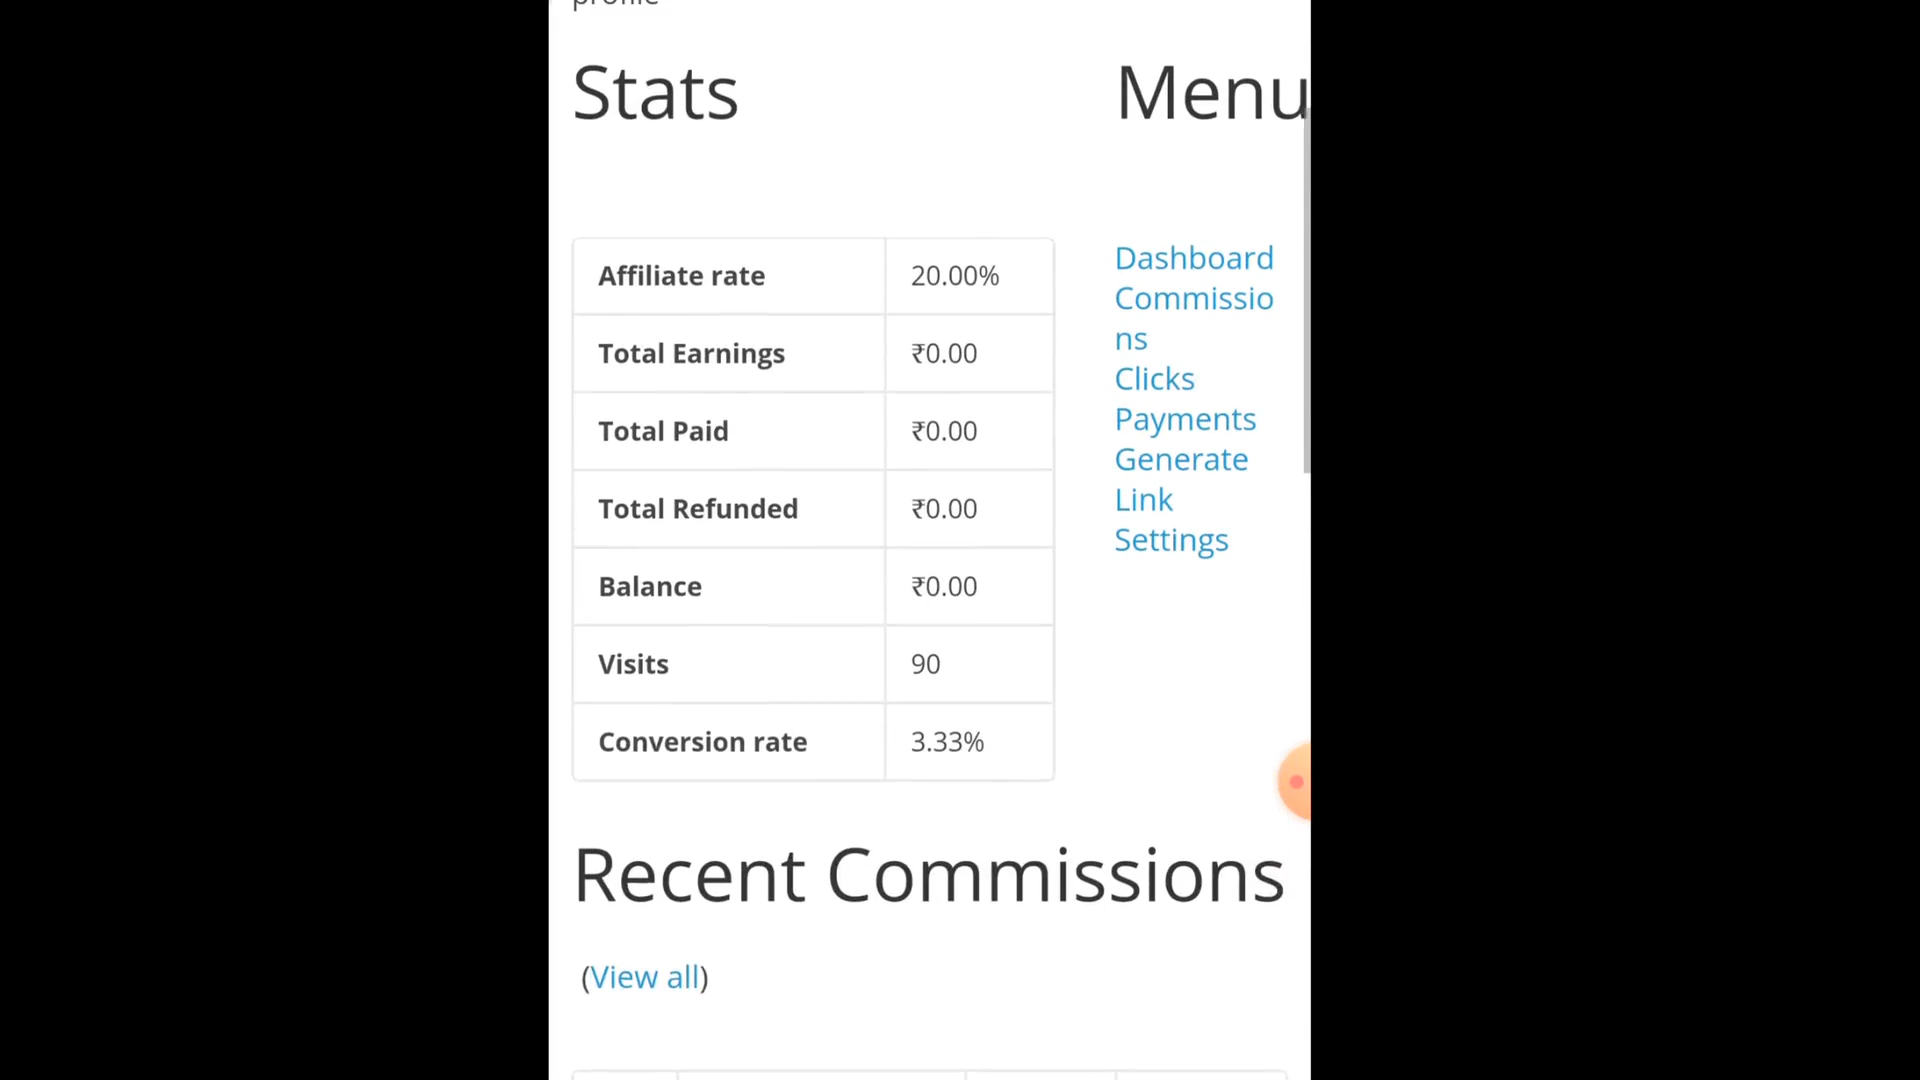 profile
Stats
Menu
Affiliate rate 20.00%
Total Earnings ₹0.00
Total Paid ₹0.00
Total Refunded ₹0.00
Balance ₹0.00
Visits 90
Conversion rate 3.33%
Dashboard
Commissio
ns
Clicks
Payments
Generate
Link
Settings
Recent Commissions
(View all)